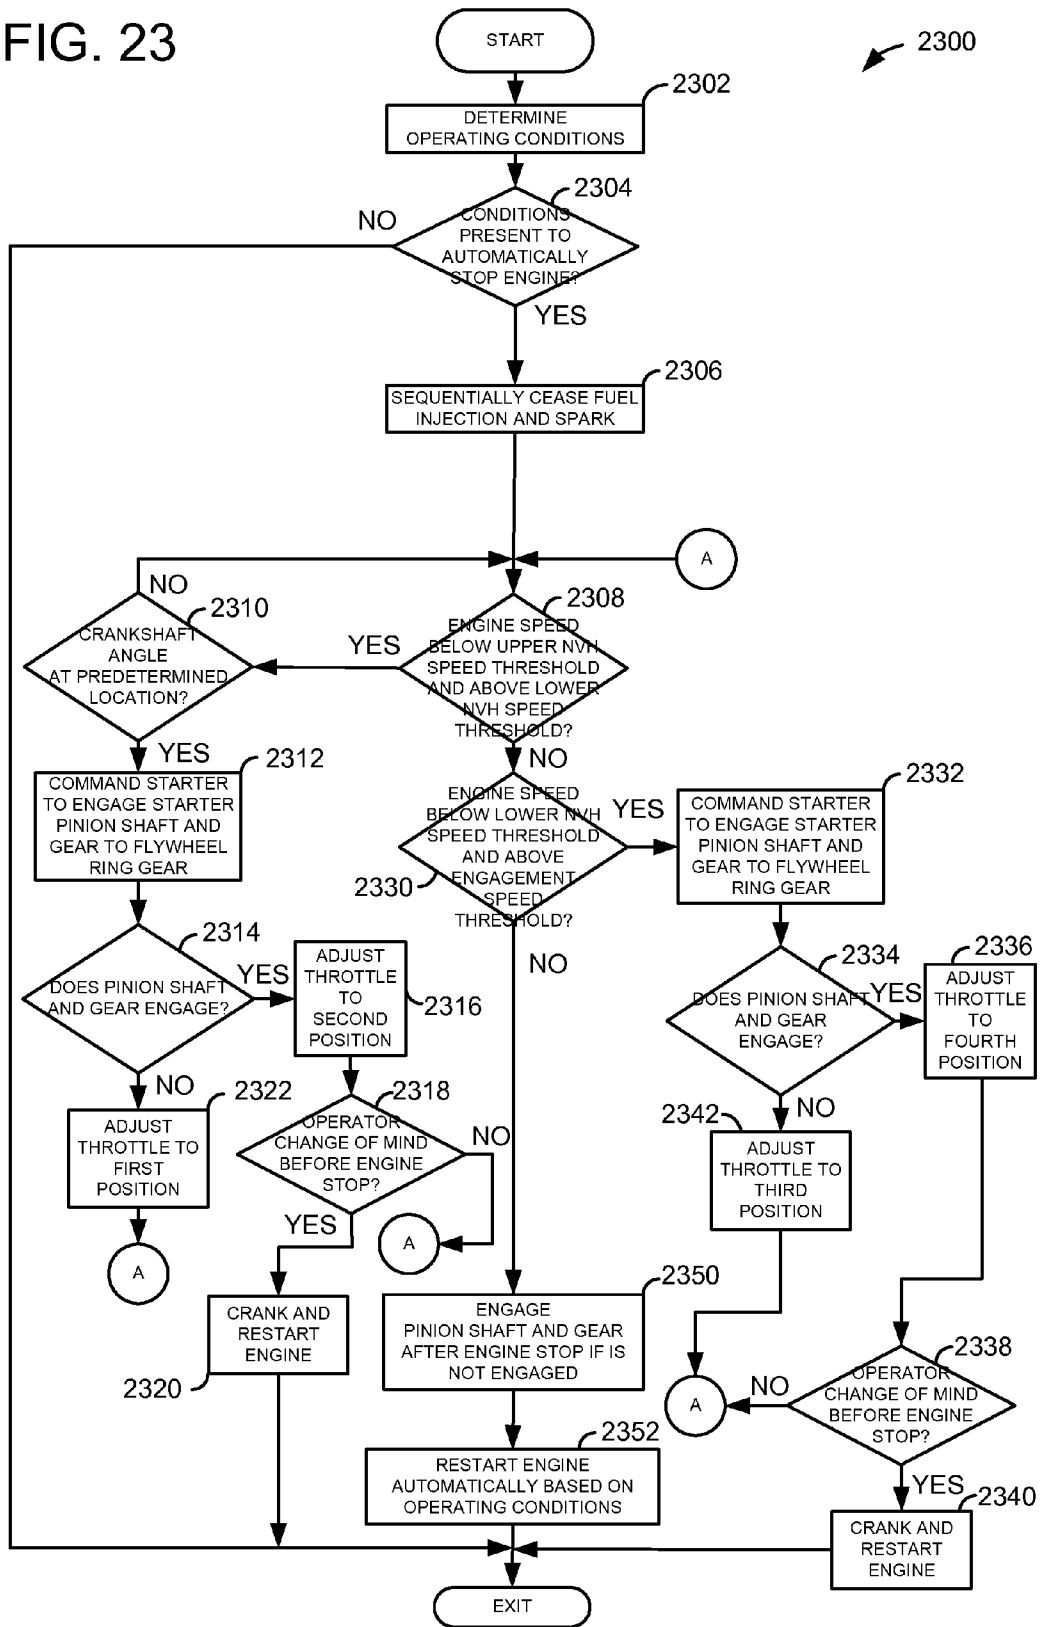 FIG. 23
START
2300
2302
DETERMINE
OPERATING CONDITIONS
2304
NO
CONDITIONS
PRESENT TO
AUTOMATICALLY
STOP ENGINE?
YES
2306
SEQUENTIALLY CEASE FUEL
INJECTION AND SPARK
A
NO
2310
CRANKSHAFT
ANGLE
AT PREDETERMINED
LOCATION?
YES
2308
ENGINE SPEED
BELOW UPPER NVH
SPEED THRESHOLD
AND ABOVE LOWER
NVH SPEED
THRESHOLD?
YES
NO
2312
COMMAND STARTER
TO ENGAGE STARTER
PINION SHAFT AND
GEAR TO FLYWHEEL
RING GEAR
ENGINE SPEED
BELOW LOWER NVH
SPEED THRESHOLD
AND ABOVE
ENGAGEMENT
SPEED
THRESHOLD?
2330
YES
2332
COMMAND STARTER
TO ENGAGE STARTER
PINION SHAFT AND
GEAR TO FLYWHEEL
RING GEAR
NO
2314
DOES PINION SHAFT
AND GEAR ENGAGE?
YES
ADJUST
THROTTLE
TO
SECOND
POSITION
2316
2334
DOES PINION SHAFT
AND GEAR
ENGAGE?
YES
2336
ADJUST
THROTTLE
TO
FOURTH
POSITION
NO
2322
ADJUST
THROTTLE TO
FIRST
POSITION
A
2318
OPERATOR
CHANGE OF MIND
BEFORE ENGINE
STOP?
NO
YES
A
NO
2342
ADJUST
THROTTLE TO
THIRD
POSITION
CRANK AND
RESTART
ENGINE
2320
2350
ENGAGE
PINION SHAFT AND GEAR
AFTER ENGINE STOP IF IS
NOT ENGAGED
A
NO
2338
OPERATOR
CHANGE OF MIND
BEFORE ENGINE
STOP?
YES
2352
RESTART ENGINE
AUTOMATICALLY BASED ON
OPERATING CONDITIONS
2340
CRANK AND
RESTART
ENGINE
EXIT